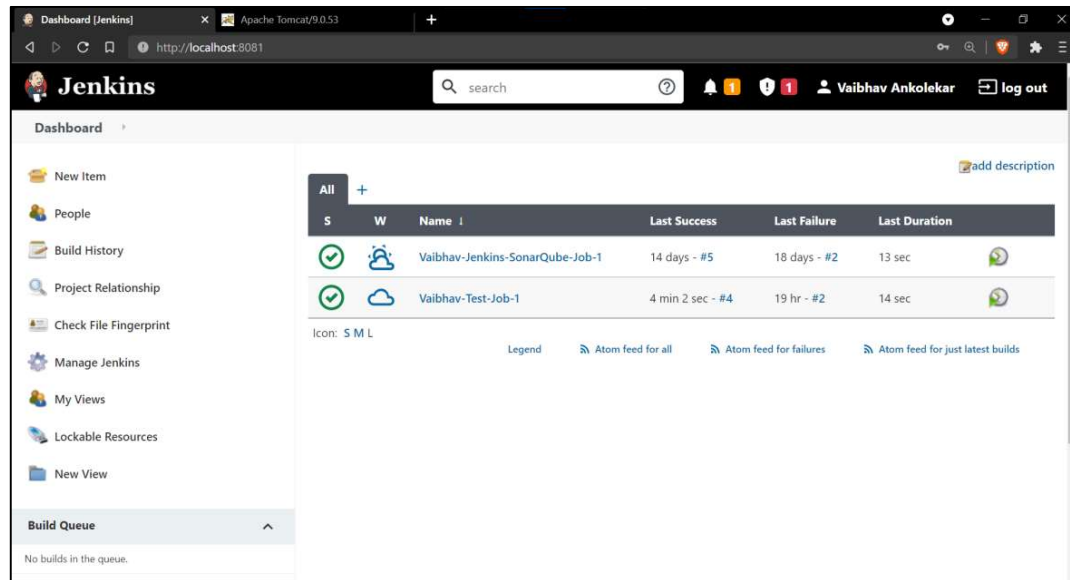 Dashboard [Jenkins]
Apache Tomcat/9.0.53
http://localhost:8081
Jenkins
search
1
1
Vaibhav Ankolekar
log out
Dashboard
add description
New Item
People
Build History
Project Relationship
Check File Fingerprint
Manage Jenkins
My Views
Lockable Resources
New View
Build Queue
No builds in the queue.
All +
S W Name ↓ Last Success Last Failure Last Duration
Vaibhav-Jenkins-SonarQube-Job-1 14 days - #5 18 days - #2 13 sec
Vaibhav-Test-Job-1 4 min 2 sec - #4 19 hr - #2 14 sec
Icon: S M L
Legend Atom feed for all Atom feed for failures Atom feed for just latest builds